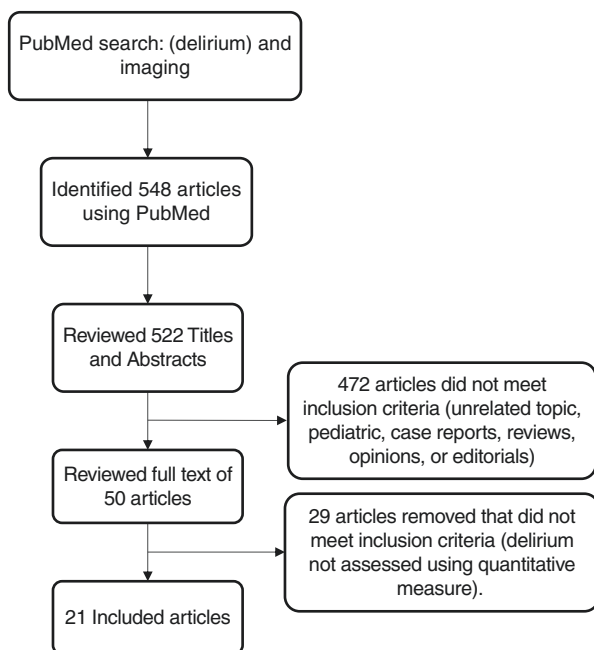 PubMed search: (delirium) and
imaging
Identified 548 articles
using PubMed
Reviewed 522 Titles
and Abstracts
472 articles did not meet
inclusion criteria (unrelated topic,
pediatric, case reports, reviews,
opinions, or editorials)
Reviewed full text of
50 articles
29 articles removed that did not
meet inclusion criteria (delirium
not assessed using quantitative
measure).
21 Included articles